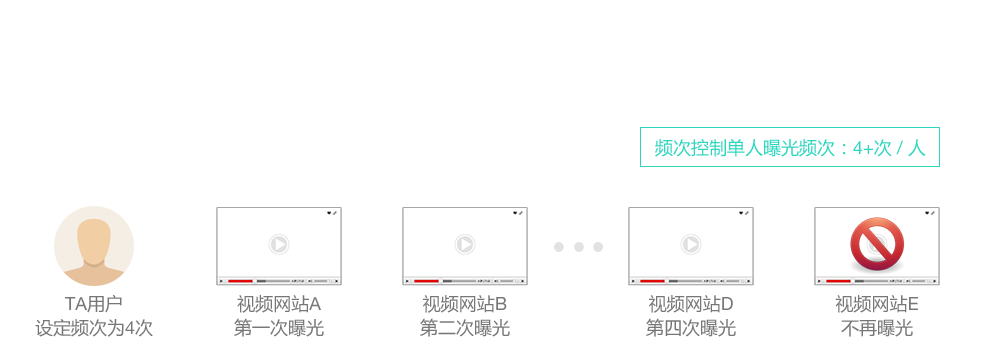 频次控制单人曝光频次：4+次 / 人
TA用户
设定频次为4次
视频网站A
第一次曝光
视频网站B
第二次曝光
视频网站D
第四次曝光
视频网站E
不再曝光